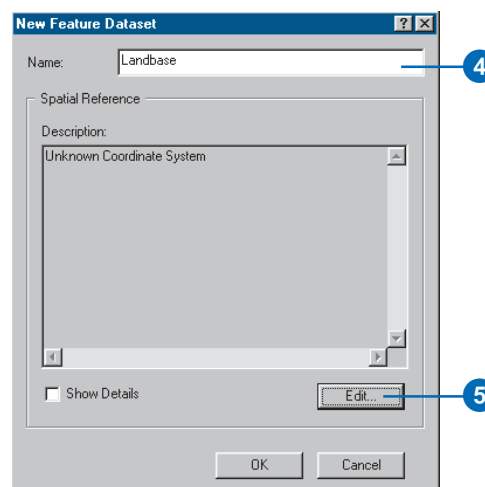 New Feature Dataset
Name: Landbase
4
Spatial Reference
Description:
Unknown Coordinate System
Show Details
Edit...
5
OK Cancel